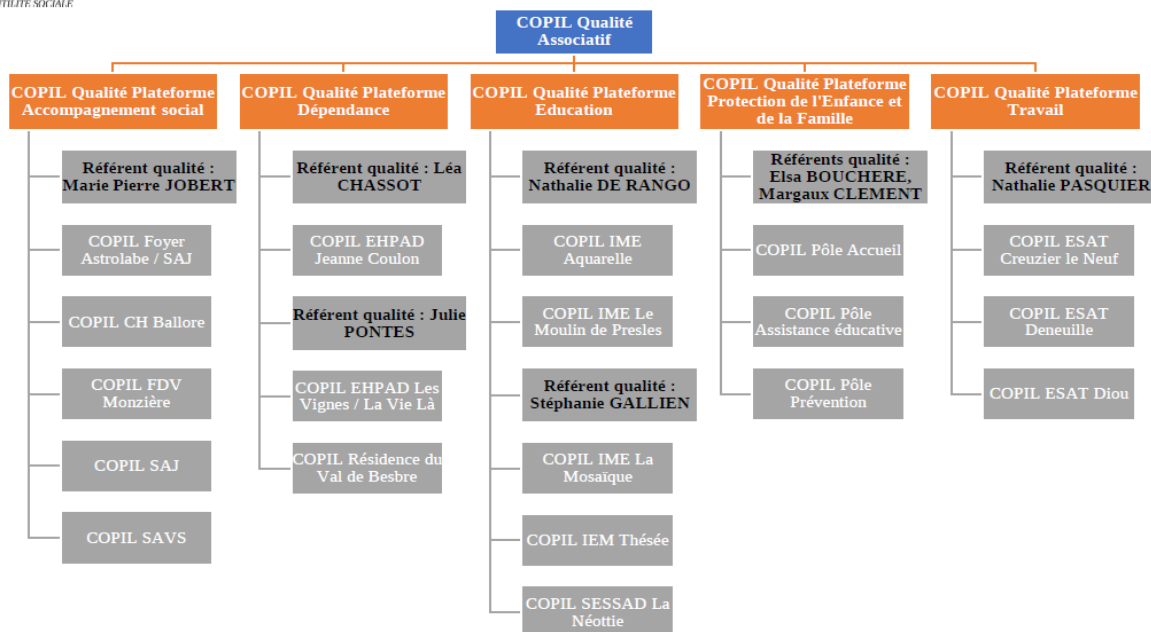 UTILITÉ SOCIALE
COPIL Qualité
Associatif
COPIL Qualité Plateforme
Accompagnement social
Référent qualité :
Marie Pierre JOBERT
COPIL Foyer
Astrolabe / SAJ
COPIL CH Ballore
COPIL FDV
Monzière
COPIL SAJ
COPIL SAVS
COPIL Qualité Plateforme
Dépendance
Référent qualité : Léa
CHASSOT
COPIL EHPAD
Jeanne Coulon
Référent qualité : Julie
PONTES
COPIL EHPAD Les
Vignes / La Vie Là
COPIL Résidence du
Val de Besbre
COPIL Qualité Plateforme
Education
Référent qualité :
Nathalie DE RANGO
COPIL IME
Aquarelle
COPIL IME Le
Moulin de Presles
Référent qualité :
Stéphanie GALLIEN
COPIL IME La
Mosaïque
COPIL IEM Thésée
COPIL SESSAD La
Néottie
COPIL Qualité Plateforme
Protection de l'Enfance et
de la Famille
Référents qualité :
Elsa BOUCHERE,
Margaux CLEMENT
COPIL Pôle Accueil
COPIL Pôle
Assistance éducative
COPIL Pôle
Prévention
COPIL Qualité Plateforme
Travail
Référent qualité :
Nathalie PASQUIER
COPIL ESAT
Creuzier le Neuf
COPIL ESAT
Deneuille
COPIL ESAT Diou